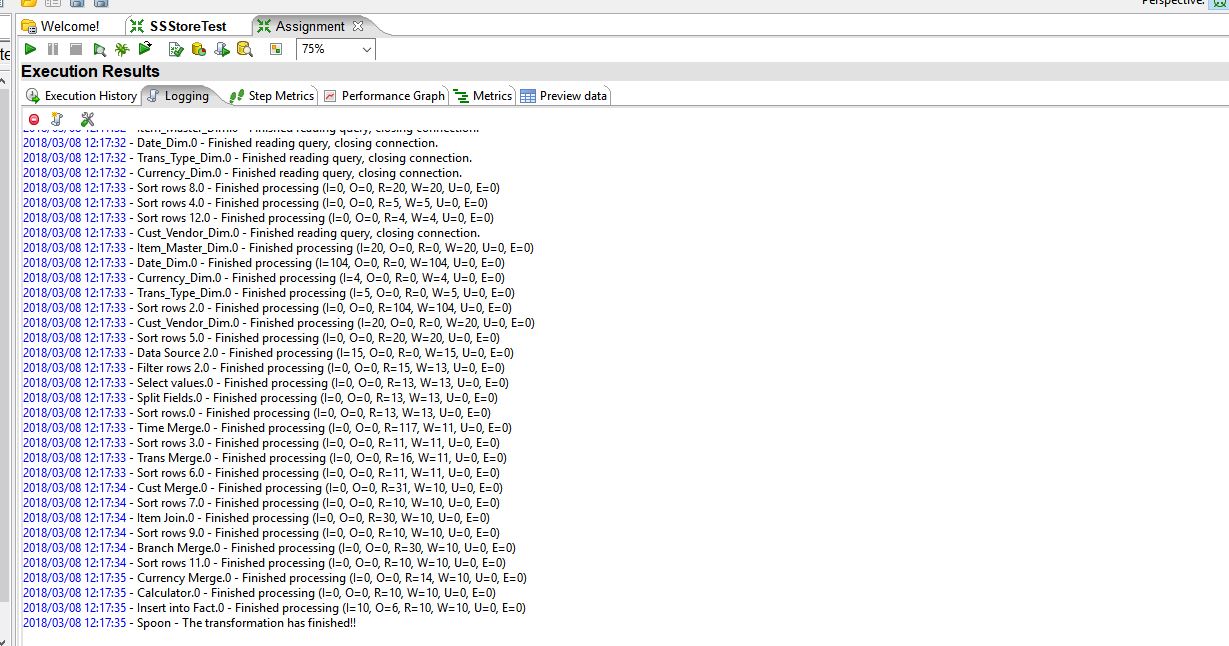 Perspective:
Welcome! SSStoreTest Assignment
75%
Execution Results
Execution History Logging Step Metrics Performance Graph Metrics Preview data
2018/03/08 12:17:32 - Item_Master_Dim.0 - Finished reading query, closing connection.
2018/03/08 12:17:32 - Date_Dim.0 - Finished reading query, closing connection.
2018/03/08 12:17:32 - Trans_Type_Dim.0 - Finished reading query, closing connection.
2018/03/08 12:17:32 - Currency_Dim.0 - Finished reading query, closing connection.
2018/03/08 12:17:33 - Sort rows 8.0 - Finished processing (I=0, O=0, R=20, W=20, U=0, E=0)
2018/03/08 12:17:33 - Sort rows 4.0 - Finished processing (I=0, O=0, R=5, W=5, U=0, E=0)
2018/03/08 12:17:33 - Sort rows 12.0 - Finished processing (I=0, O=0, R=4, W=4, U=0, E=0)
2018/03/08 12:17:33 - Cust_Vendor_Dim.0 - Finished reading query, closing connection.
2018/03/08 12:17:33 - Item_Master_Dim.0 - Finished processing (I=20, O=0, R=0, W=20, U=0, E=0)
2018/03/08 12:17:33 - Date_Dim.0 - Finished processing (I=104, O=0, R=0, W=104, U=0, E=0)
2018/03/08 12:17:33 - Currency_Dim.0 - Finished processing (I=4, O=0, R=0, W=4, U=0, E=0)
2018/03/08 12:17:33 - Trans_Type_Dim.0 - Finished processing (I=5, O=0, R=0, W=5, U=0, E=0)
2018/03/08 12:17:33 - Sort rows 2.0 - Finished processing (I=0, O=0, R=104, W=104, U=0, E=0)
2018/03/08 12:17:33 - Cust_Vendor_Dim.0 - Finished processing (I=20, O=0, R=0, W=20, U=0, E=0)
2018/03/08 12:17:33 - Sort rows 5.0 - Finished processing (I=0, O=0, R=20, W=20, U=0, E=0)
2018/03/08 12:17:33 - Data Source 2.0 - Finished processing (I=15, O=0, R=0, W=15, U=0, E=0)
2018/03/08 12:17:33 - Filter rows 2.0 - Finished processing (I=0, O=0, R=15, W=13, U=0, E=0)
2018/03/08 12:17:33 - Select values.0 - Finished processing (I=0, O=0, R=13, W=13, U=0, E=0)
2018/03/08 12:17:33 - Split Fields.0 - Finished processing (I=0, O=0, R=13, W=13, U=0, E=0)
2018/03/08 12:17:33 - Sort rows.0 - Finished processing (I=0, O=0, R=13, W=13, U=0, E=0)
2018/03/08 12:17:33 - Time Merge.0 - Finished processing (I=0, O=0, R=117, W=11, U=0, E=0)
2018/03/08 12:17:33 - Sort rows 3.0 - Finished processing (I=0, O=0, R=11, W=11, U=0, E=0)
2018/03/08 12:17:33 - Trans Merge.0 - Finished processing (I=0, O=0, R=16, W=11, U=0, E=0)
2018/03/08 12:17:33 - Sort rows 6.0 - Finished processing (I=0, O=0, R=11, W=11, U=0, E=0)
2018/03/08 12:17:34 - Cust Merge.0 - Finished processing (I=0, O=0, R=31, W=10, U=0, E=0)
2018/03/08 12:17:34 - Sort rows 7.0 - Finished processing (I=0, O=0, R=10, W=10, U=0, E=0)
2018/03/08 12:17:34 - Item Join.0 - Finished processing (I=0, O=0, R=30, W=10, U=0, E=0)
2018/03/08 12:17:34 - Sort rows 9.0 - Finished processing (I=0, O=0, R=10, W=10, U=0, E=0)
2018/03/08 12:17:34 - Branch Merge.0 - Finished processing (I=0, O=0, R=30, W=10, U=0, E=0)
2018/03/08 12:17:34 - Sort rows 11.0 - Finished processing (I=0, O=0, R=10, W=10, U=0, E=0)
2018/03/08 12:17:35 - Currency Merge.0 - Finished processing (I=0, O=0, R=14, W=10, U=0, E=0)
2018/03/08 12:17:35 - Calculator.0 - Finished processing (I=0, O=0, R=10, W=10, U=0, E=0)
2018/03/08 12:17:35 - Insert into Fact.0 - Finished processing (I=10, O=6, R=10, W=10, U=0, E=0)
2018/03/08 12:17:35 - Spoon - The transformation has finished!!